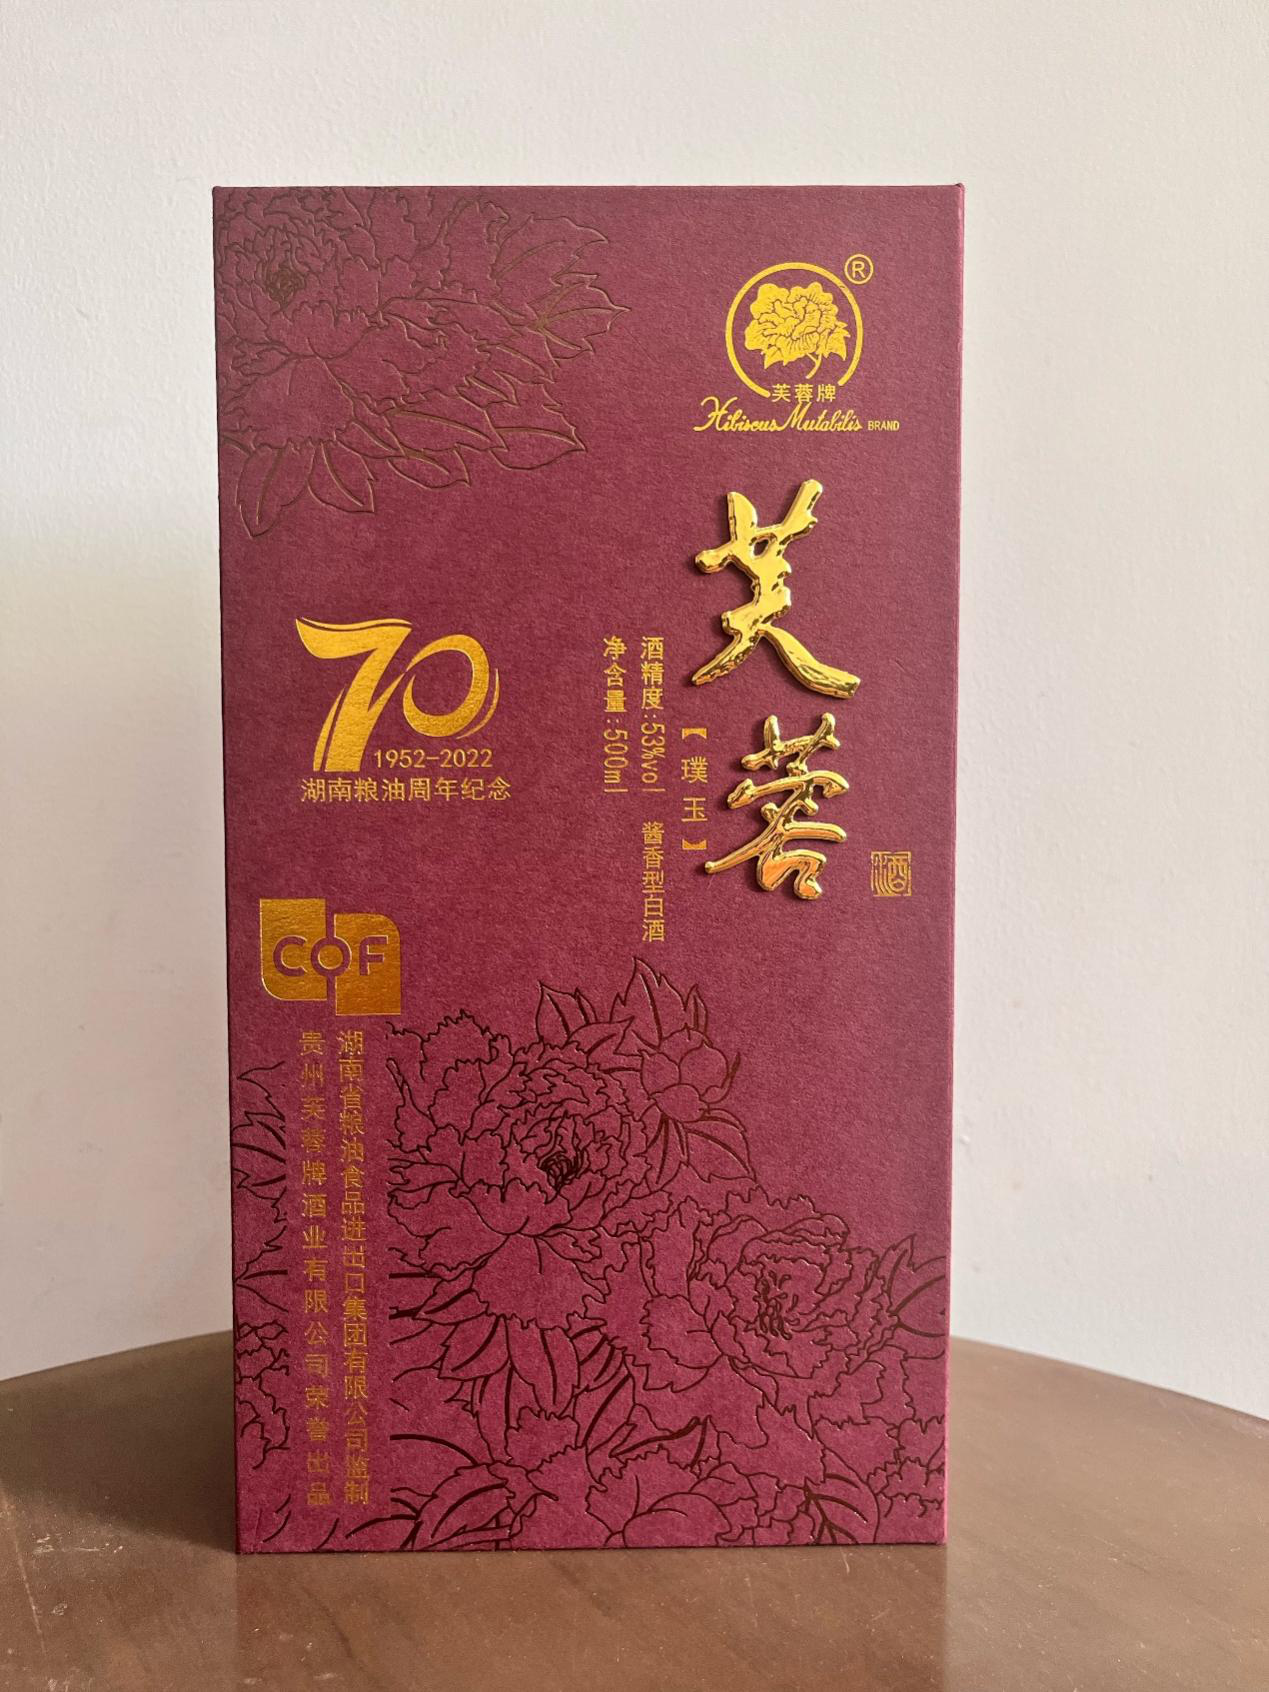 ®
芙蓉牌
Hibiscus Mutabilis BRAND
芙蓉
酒
【璞玉】
酒精度:53%vol 酱香型白酒
净含量:500ml
70
1952-2022
湖南粮油周年纪念
COF
湖南省粮油食品进出口集团有限公司监制
贵州芙蓉牌酒业有限公司荣誉出品